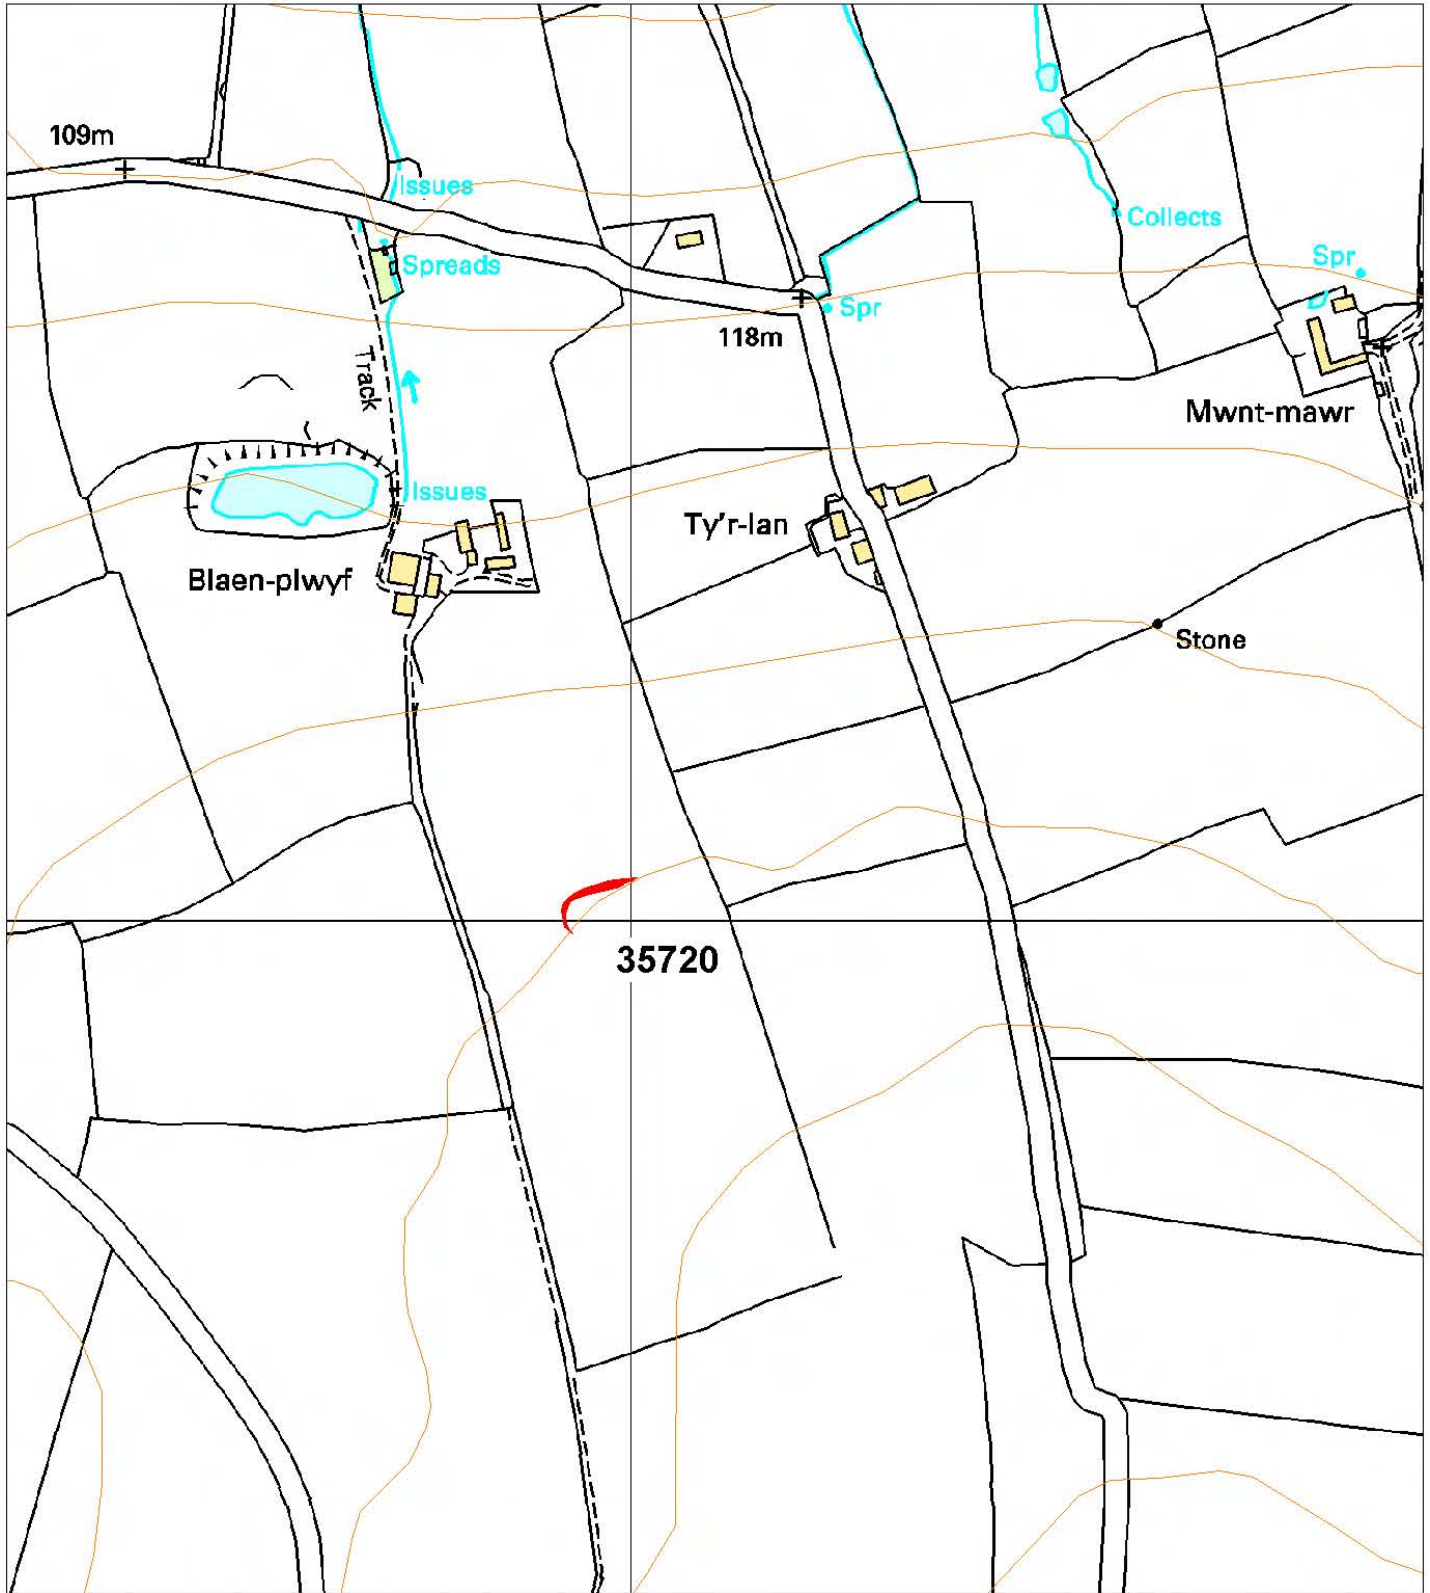 109m
Issues
Collects
Spreads
Spr
Spr
118m
Track
Mwnt-mawr
Issues
Ty'r-lan
Blaen-plwyf
Stone
35720